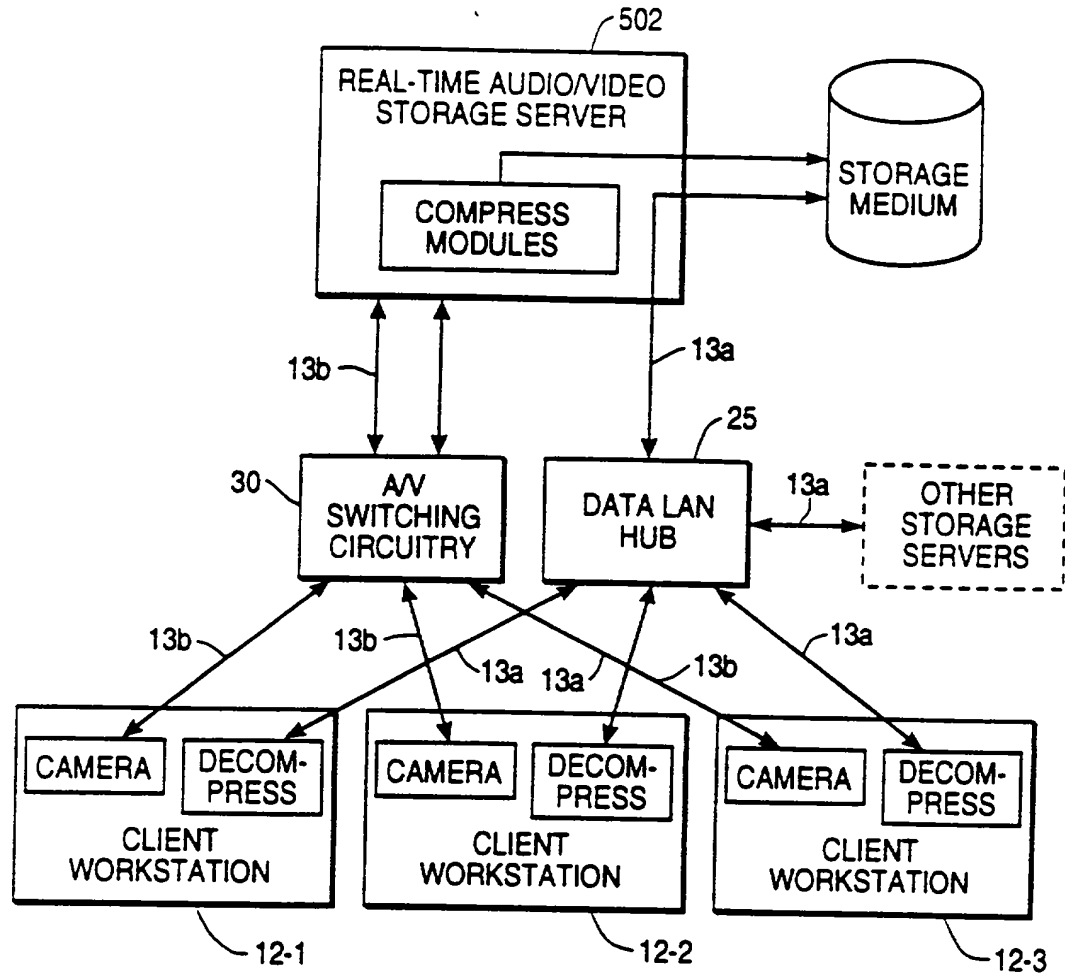 502
REAL-TIME AUDIO/VIDEO
STORAGE SERVER
COMPRESS
MODULES
STORAGE
MEDIUM
13b
13a
25
30
A/V
SWITCHING
CIRCUITRY
DATA LAN
HUB
13a
OTHER
STORAGE
SERVERS
13b
13b
13a
13a
13b
13a
CAMERA
DECOM-
PRESS
CLIENT
WORKSTATION
CAMERA
DECOM-
PRESS
CLIENT
WORKSTATION
CAMERA
DECOM-
PRESS
CLIENT
WORKSTATION
12-1
12-2
12-3